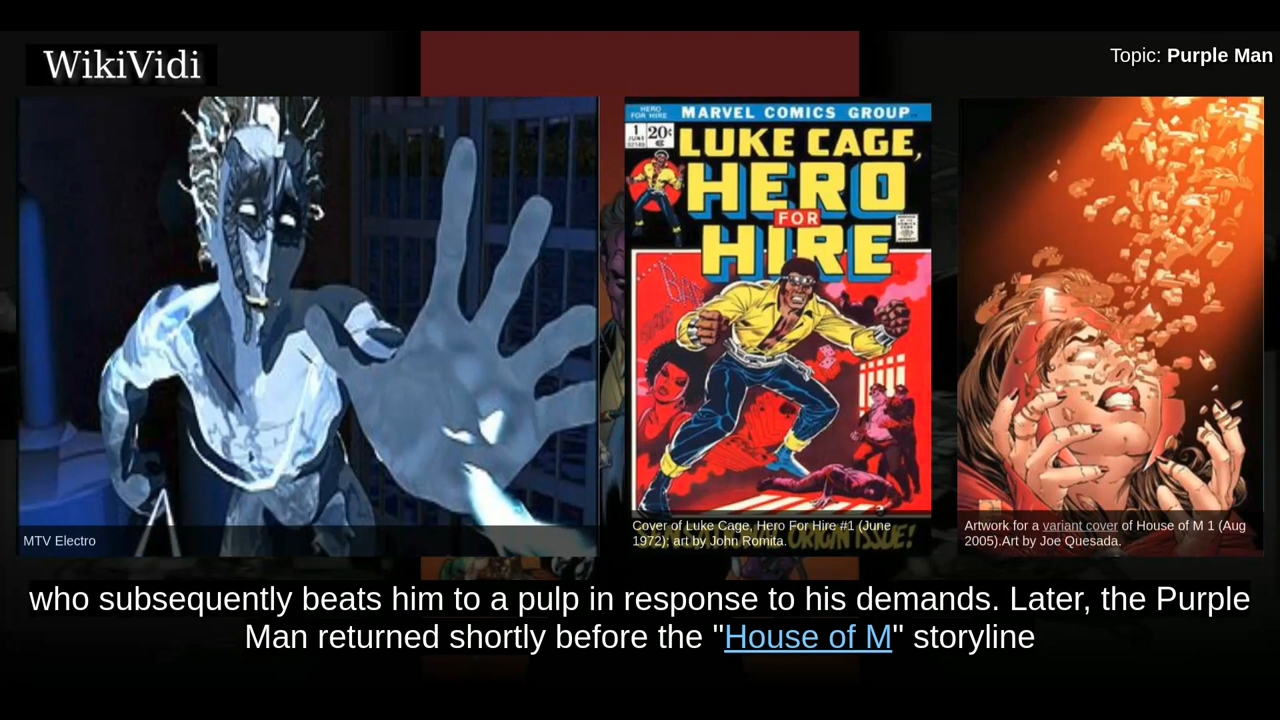 WikiVidi
Topic: Purple Man
HERO
FOR HIRE
MARVEL COMICS GROUP
1
JUNE
20¢
LUKE CAGE,
HERO
FOR
HIRE
MTV Electro
Cover of Luke Cage, Hero For Hire #1 (June
1972); art by John Romita.
ORIGIN ISSUE!
Artwork for a variant cover of House of M 1 (Aug
2005).Art by Joe Quesada.
who subsequently beats him to a pulp in response to his demands. Later, the Purple
Man returned shortly before the "House of M" storyline